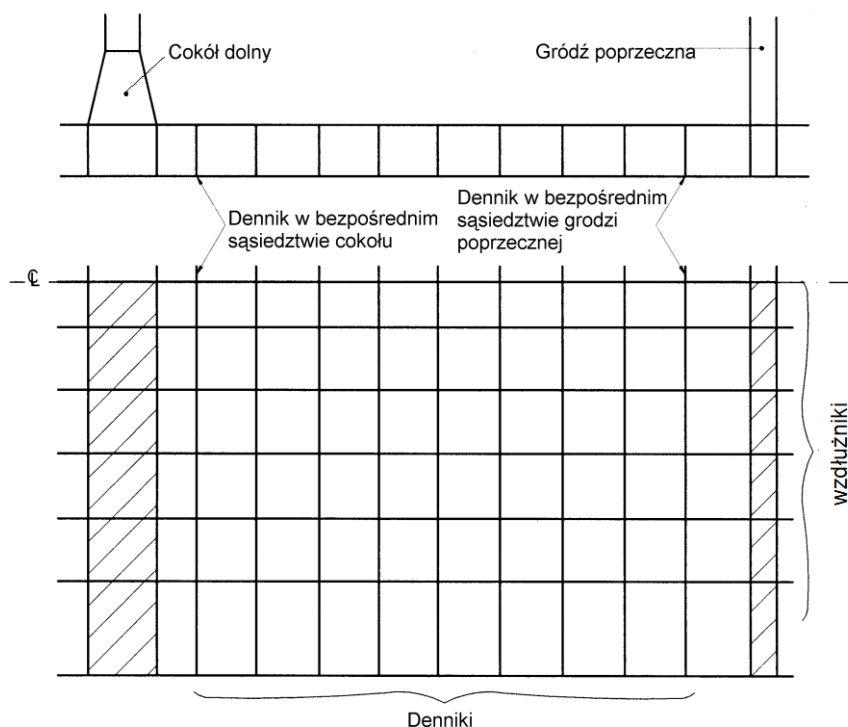 Cokół dolny
Gródź poprzeczna
Dennik w bezpośrednim
sąsiedztwie cokołu
Dennik w bezpośrednim
sąsiedztwie grodzi
poprzecznej
℄
wzdłużniki
Denniki